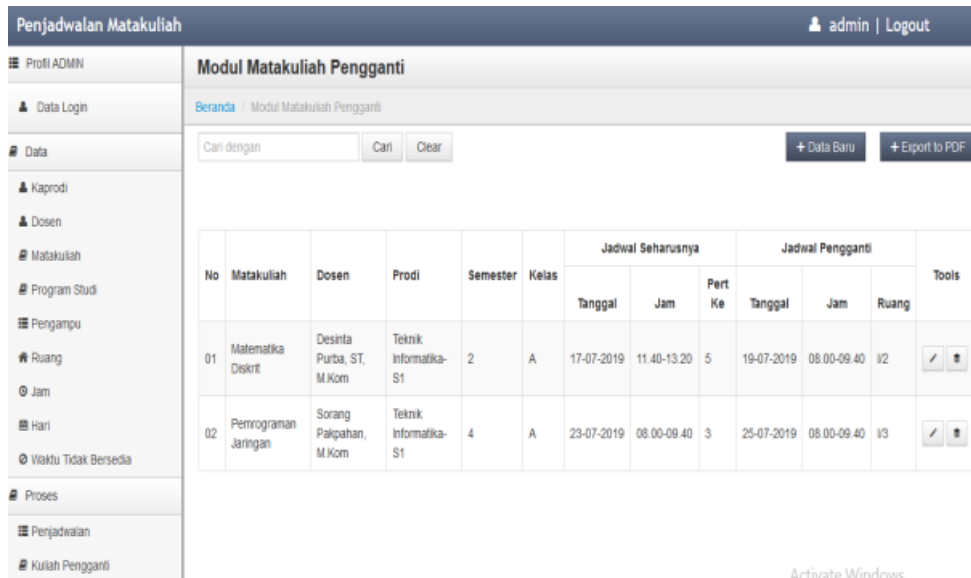 Penjadwalan Matakuliah
admin | Logout
Profil ADMIN
Data Login
Data
Kaprodi
Dosen
Matakuliah
Program Studi
Pengampu
Ruang
Jam
Hari
Waktu Tidak Bersedia
Proses
Penjadwalan
Kuliah Pengganti
Modul Matakuliah Pengganti
Beranda / Modul Matakuliah Pengganti
Cari dengan Cari Clear + Data Baru + Export to PDF
Jadwal Seharusnya Jadwal Pengganti
No Matakuliah Dosen Prodi Semester Kelas Tools
Tanggal Jam Pert Ke Tanggal Jam Ruang
01 Matematika Diskrit Desinta Purba, ST, M.Kom Teknik Informatika-S1 2 A 17-07-2019 11.40-13.20 5 19-07-2019 08.00-09.40 I/2
02 Pemrograman Jaringan Sorang Pakpahan, M.Kom Teknik Informatika-S1 4 A 23-07-2019 08.00-09.40 3 25-07-2019 08.00-09.40 I/3
Activate Windows